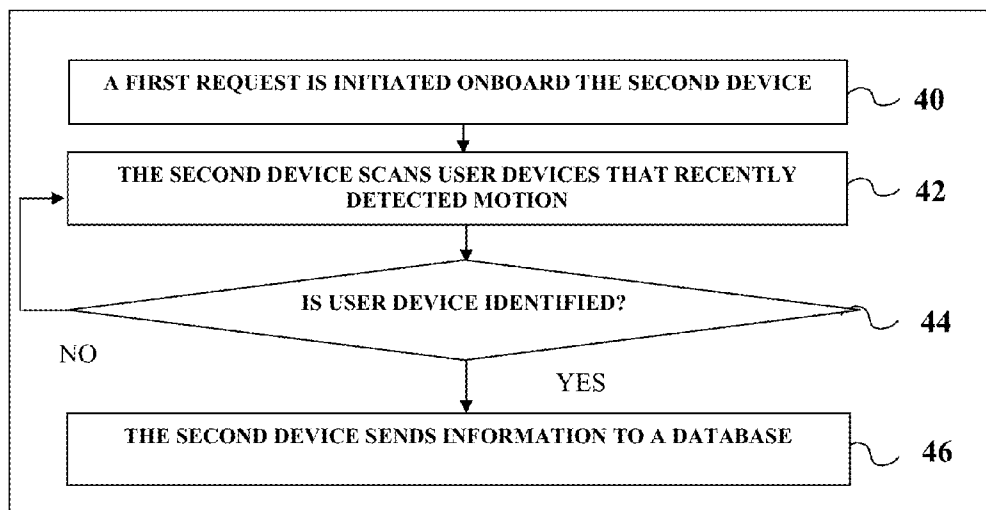 A FIRST REQUEST IS INITIATED ONBOARD THE SECOND DEVICE
40
THE SECOND DEVICE SCANS USER DEVICES THAT RECENTLY
DETECTED MOTION
42
IS USER DEVICE IDENTIFIED?
44
NO
YES
THE SECOND DEVICE SENDS INFORMATION TO A DATABASE
46